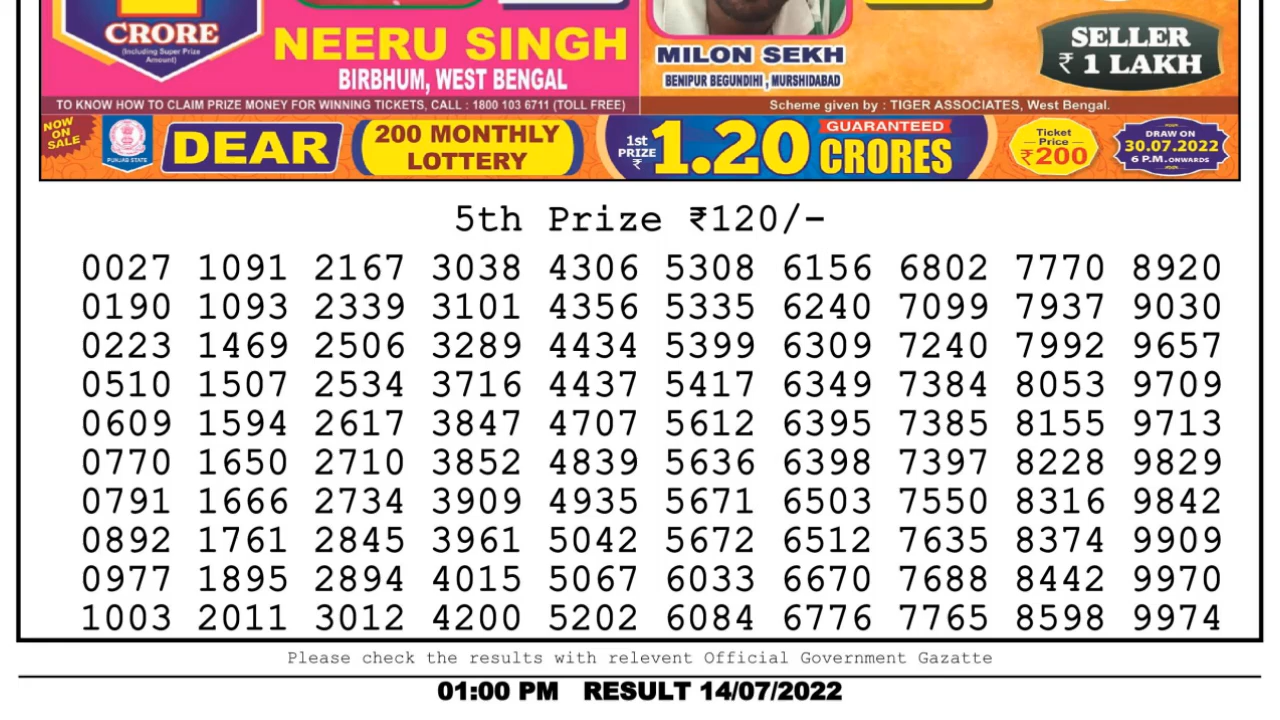 CRORE
(Including Super Prize
Amount)
NEERU SINGH
BIRBHUM, WEST BENGAL
MILON SEKH
BENIPUR BEGUNDIHI, MURSHIDABAD
SELLER
₹ 1 LAKH
TO KNOW HOW TO CLAIM PRIZE MONEY FOR WINNING TICKETS, CALL : 1800 103 6711 (TOLL FREE)
Scheme given by : TIGER ASSOCIATES, West Bengal.
NOW
ON
SALE
PUNJAB STATE
DEAR
200 MONTHLY
LOTTERY
1st
PRIZE
₹
1.20
GUARANTEED
CRORES
Ticket
Price
₹200
DRAW ON
30.07.2022
6 P.M. ONWARDS
5th Prize ₹120/-
0027 1091 2167 3038 4306 5308 6156 6802 7770 8920
0190 1093 2339 3101 4356 5335 6240 7099 7937 9030
0223 1469 2506 3289 4434 5399 6309 7240 7992 9657
0510 1507 2534 3716 4437 5417 6349 7384 8053 9709
0609 1594 2617 3847 4707 5612 6395 7385 8155 9713
0770 1650 2710 3852 4839 5636 6398 7397 8228 9829
0791 1666 2734 3909 4935 5671 6503 7550 8316 9842
0892 1761 2845 3961 5042 5672 6512 7635 8374 9909
0977 1895 2894 4015 5067 6033 6670 7688 8442 9970
1003 2011 3012 4200 5202 6084 6776 7765 8598 9974
Please check the results with relevent Official Government Gazatte
01:00 PM RESULT 14/07/2022